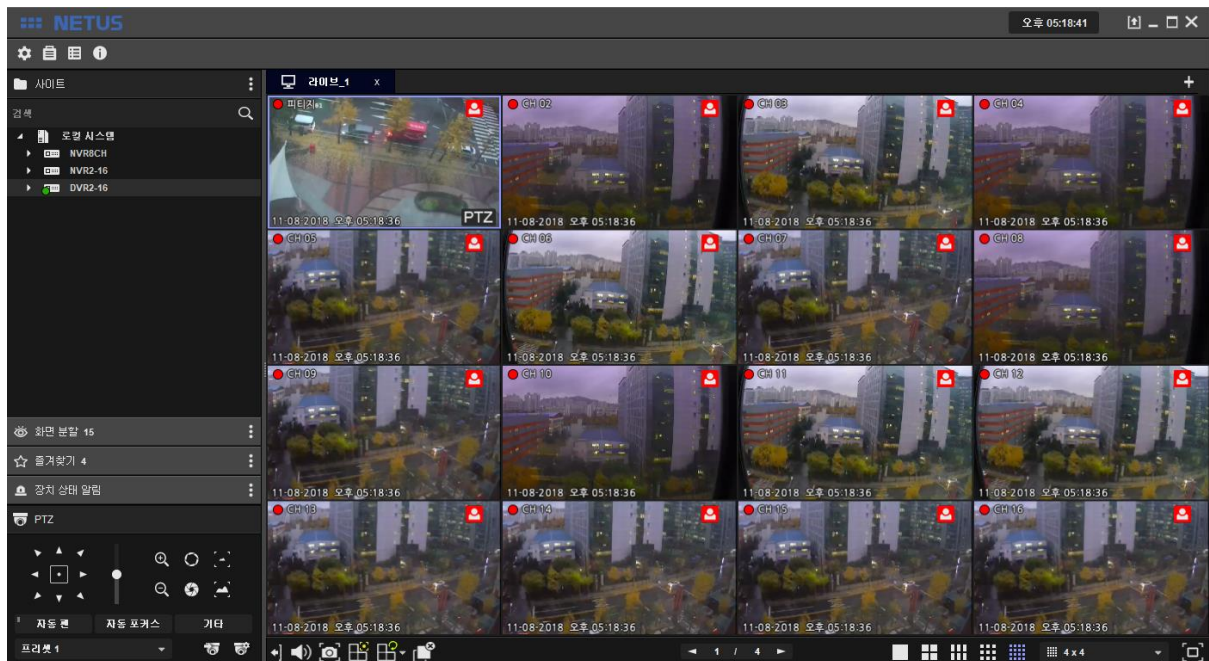 NETUS
오후 05:18:41
사이트
라이브_1 x
검색
로컬 시스템
NVR8CH
NVR2-16
DVR2-16
화면 분할 15
즐겨찾기 4
장치 상태 알림
PTZ
자동 팬 자동 포커스 기타
프리셋 1
피티지01 CH 02 CH 03 CH 04
PTZ
11-08-2018 오후 05:18:36 11-08-2018 오후 05:18:36 11-08-2018 오후 05:18:36 11-08-2018 오후 05:18:36
CH 05 CH 06 CH 07 CH 08
11-08-2018 오후 05:18:36 11-08-2018 오후 05:18:36 11-08-2018 오후 05:18:36 11-08-2018 오후 05:18:36
CH 09 CH 10 CH 11 CH 12
11-08-2018 오후 05:18:36 11-08-2018 오후 05:18:36 11-08-2018 오후 05:18:36 11-08-2018 오후 05:18:36
CH 13 CH 14 CH 15 CH 16
11-08-2018 오후 05:18:36 11-08-2018 오후 05:18:36 11-08-2018 오후 05:18:36 11-08-2018 오후 05:18:36
1 / 4
4 x 4